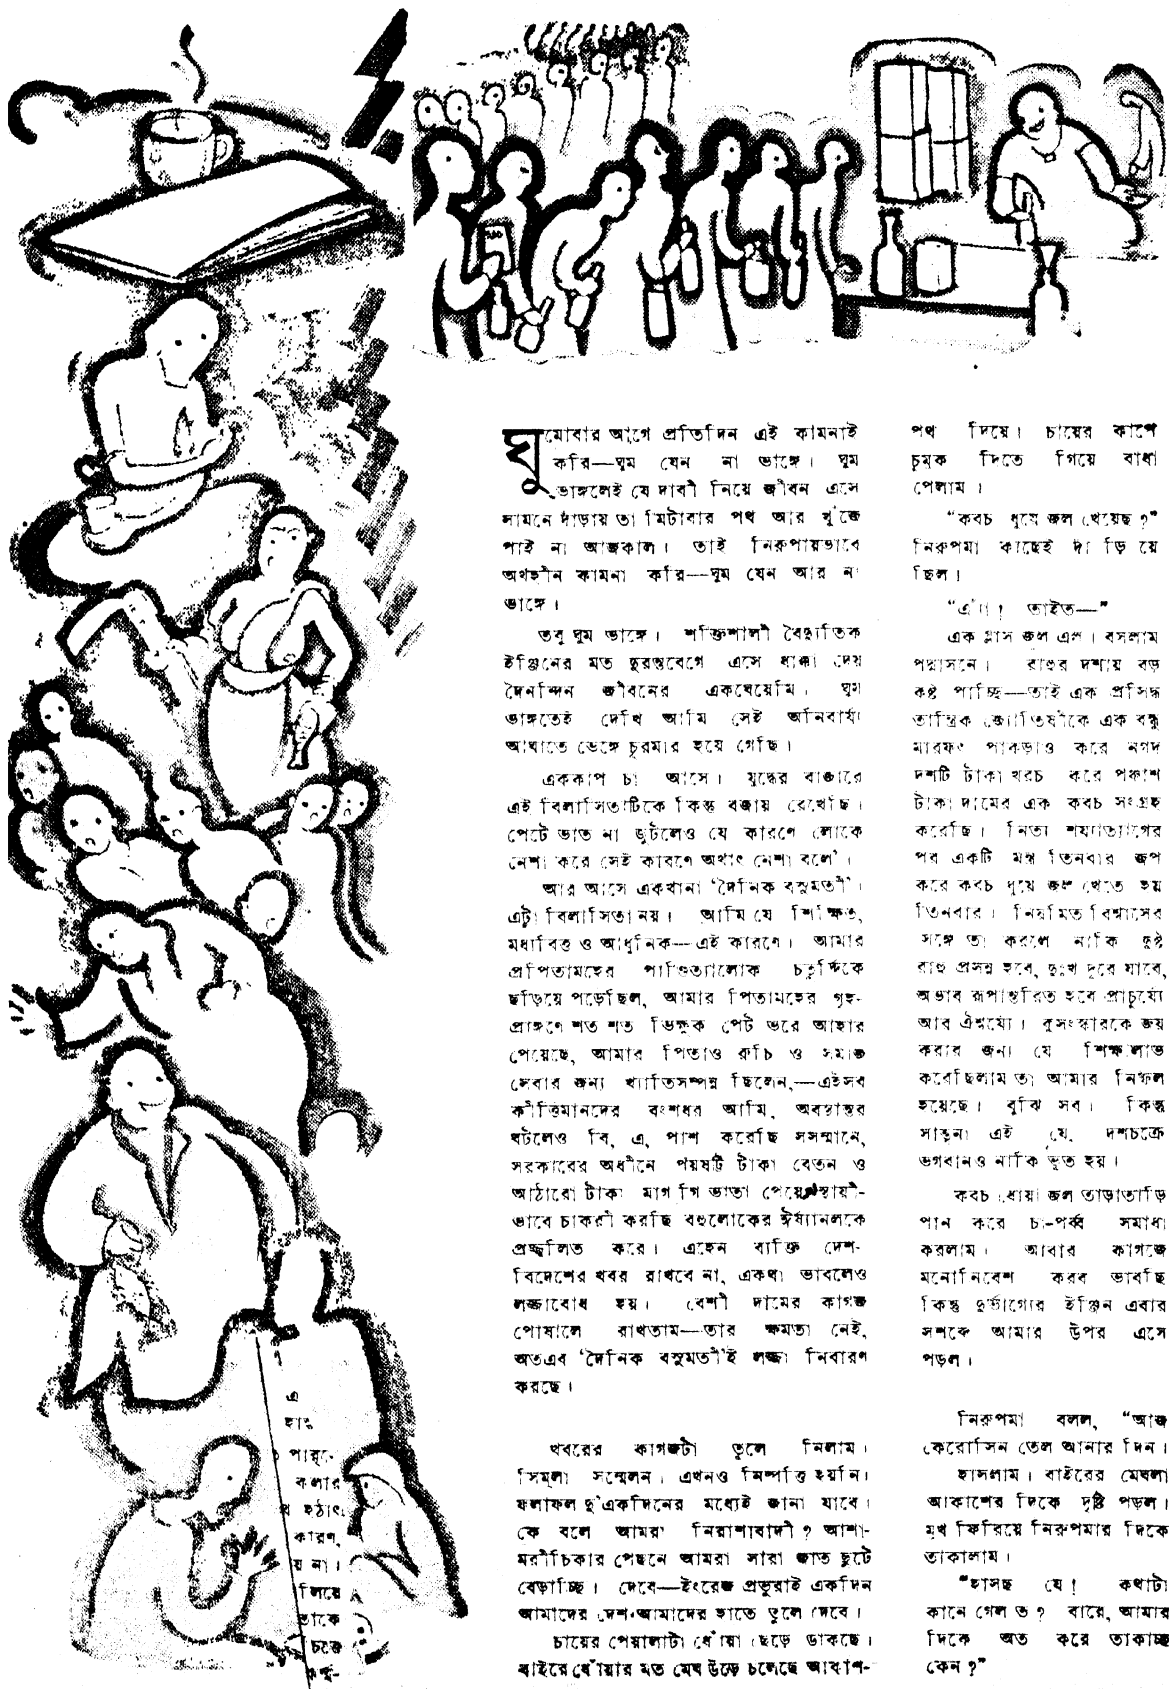 ঘুমোবার আগে প্রতিদিন এই কামনাই
করি—ঘুম যেন না ভাঙ্গে। ঘুম
ভাঙ্গলেই যে দাবী নিয়ে জীবন এসে
সামনে দাঁড়ায় তা মিটাবার পথ আর খুঁজে
পাই না আজকাল। তাই নিরুপায়ভাবে
অর্থহীন কামনা করি—ঘুম যেন আর না
ভাঙ্গে।
তবু ঘুম ভাঙ্গে। শক্তিশালী বৈদ্যুতিক
ইঞ্জিনের মত দুরন্তবেগে এসে ধাক্কা দেয়
দৈনন্দিন জীবনের একঘেয়েমি। ঘুম
ভাঙ্গতেই দেখি আমি সেই অনিবার্য্য
আঘাতে ভেঙ্গে চুরমার হয়ে গেছি।
এককাপ চা আসে। যুদ্ধের বাজারে
এই বিলাসিতাটিকে কিন্তু বজায় রেখেছি।
পেটে ভাত না জুটলেও যে কারণে লোকে
নেশা করে সেই কারণে অর্থাৎ নেশা বলে'।
আর আসে একখানা 'দৈনিক বসুমতী'।
এটা বিলাসিতা নয়। আমি যে শিক্ষিত,
মধ্যবিত্ত ও আধুনিক—এই কারণে। আমার
প্রপিতামহের পাণ্ডিত্যালোক চতুর্দ্দিকে
ছড়িয়ে পড়েছিল, আমার পিতামহের গৃহ-
প্রাঙ্গণে শত শত ভিক্ষুক পেট ভরে আহার
পেয়েছে, আমার পিতাও রুচি ও সমাজ
সেবার জন্য খ্যাতিসম্পন্ন ছিলেন,—এইসব
কীর্ত্তিমানদের বংশধর আমি, অবস্থান্তর
ঘটলেও বি, এ, পাশ করেছি সসম্মানে,
সরকারের অধীনে পঁয়ষট্টি টাকা বেতন ও
আঠারো টাকা মাগগি ভাতা পেয়ে স্থায়ী-
ভাবে চাকরী করছি বহুলোকের ঈর্ষ্যানলকে
প্রজ্জ্বলিত করে। এহেন ব্যক্তি দেশ-
বিদেশের খবর রাখবে না, একথা ভাবলেও
লজ্জাবোধ হয়। বেশী দামের কাগজ
পোষালে রাখতাম—তার ক্ষমতা নেই,
অতএব 'দৈনিক বসুমতী'ই লজ্জা নিবারণ
করছে।
খবরের কাগজটা তুলে নিলাম।
সিমলা সম্মেলন। এখনও নিষ্পত্তি হয়নি।
ফলাফল দু'একদিনের মধ্যেই জানা যাবে।
কে বলে আমরা নিরাশাবাদী? আশা-
মরীচিকার পেছনে আমরা সারা জাত ছুটে
বেড়াচ্ছি। দেবে—ইংরেজ প্রভুরাই একদিন
আমাদের দেশ আমাদের হাতে তুলে দেবে।
চায়ের পেয়ালাটা ধোঁয়া ছেড়ে ডাকছে।
বাইরে ধোঁয়ার মত মেঘ উড়ে চলেছে আকাশ-
পথ দিয়ে। চায়ের কাপে
চুমুক দিতে গিয়ে বাধা
পেলাম।
"কবচ ধুয়ে জল খেয়েছ?"
নিরুপমা কাছেই দাঁড়িয়ে
ছিল।
"এ্যাঁ? তাইত—"
এক গ্লাস জল এল। বসলাম
পদ্মাসনে। রাহুর দশায় বড়
কষ্ট পাচ্ছি—তাই এক প্রসিদ্ধ
তান্ত্রিক জ্যোতিষীকে এক বন্ধু
মারফৎ পাকড়াও করে নগদ
দশটি টাকা খরচ করে পঞ্চাশ
টাকা দামের এক কবচ সংগ্রহ
করেছি। নিত্য শয্যাত্যাগের
পর একটি মন্ত্র তিনবার জপ
করে কবচ ধুয়ে জল খেতে হয়
তিনবার। নিয়মিত বিশ্বাসের
সঙ্গে তা করলে নাকি দুষ্ট
রাহু প্রসন্ন হবে, দুঃখ দূরে যাবে,
অভাব রূপান্তরিত হবে প্রাচুর্য্যে
আর ঐশ্বর্য্যে। কুসংস্কারকে জয়
করার জন্য যে শিক্ষালাভ
করেছিলাম তা আমার নিষ্ফল
হয়েছে। বুঝি সব। কিন্তু
সান্ত্বনা এই যে, দশচক্রে
ভগবানও নাকি ভূত হয়।
কবচ ধোয়া জল তাড়াতাড়ি
পান করে চা-পর্ব্ব সমাধা
করলাম। আবার কাগজে
মনোনিবেশ করব ভাবছি
কিন্তু দুর্ভাগ্যের ইঞ্জিন এবার
সশব্দে আমার উপর এসে
পড়ল।
নিরুপমা বলল, "আজ
কেরোসিন তেল আনার দিন।
হাসলাম। বাইরের মেঘলা
আকাশের দিকে দৃষ্টি পড়ল।
মুখ ফিরিয়ে নিরুপমার দিকে
তাকালাম।
"হাসছ যে! কথাটা
কানে গেল ত? বারে, আমার
দিকে অত করে তাকাচ্ছ
কেন?"
এ
কলার
হঠাৎ
কারণ,
য় না।
লিয়ে
তাকে
চতে